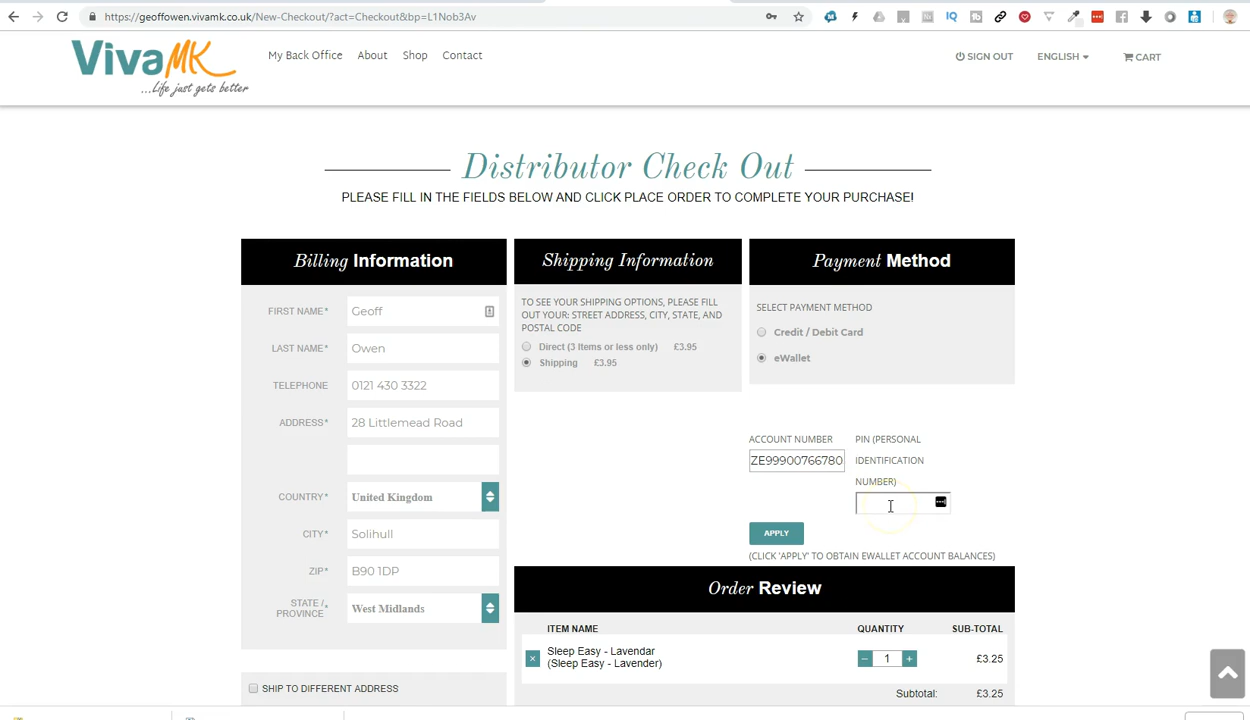 https://geoffowen.vivamk.co.uk/New-Checkout/?act=Checkout&bp=L1Nob3Av
VivaMK
...Life just gets better
My Back Office About Shop Contact
SIGN OUT ENGLISH CART
Distributor Check Out
PLEASE FILL IN THE FIELDS BELOW AND CLICK PLACE ORDER TO COMPLETE YOUR PURCHASE!
Billing Information
FIRST NAME* Geoff
LAST NAME* Owen
TELEPHONE 0121 430 3322
ADDRESS* 28 Littlemead Road
COUNTRY* United Kingdom
CITY* Solihull
ZIP* B90 1DP
STATE / PROVINCE* West Midlands
SHIP TO DIFFERENT ADDRESS
Shipping Information
TO SEE YOUR SHIPPING OPTIONS, PLEASE FILL
OUT YOUR: STREET ADDRESS, CITY, STATE, AND
POSTAL CODE
Direct (3 Items or less only) £3.95
Shipping £3.95
Payment Method
SELECT PAYMENT METHOD
Credit / Debit Card
eWallet
ACCOUNT NUMBER
ZE99900766780
PIN (PERSONAL
IDENTIFICATION
NUMBER)
APPLY
(CLICK 'APPLY' TO OBTAIN EWALLET ACCOUNT BALANCES)
Order Review
ITEM NAME QUANTITY SUB-TOTAL
Sleep Easy - Lavendar
(Sleep Easy - Lavender)
1 £3.25
Subtotal: £3.25